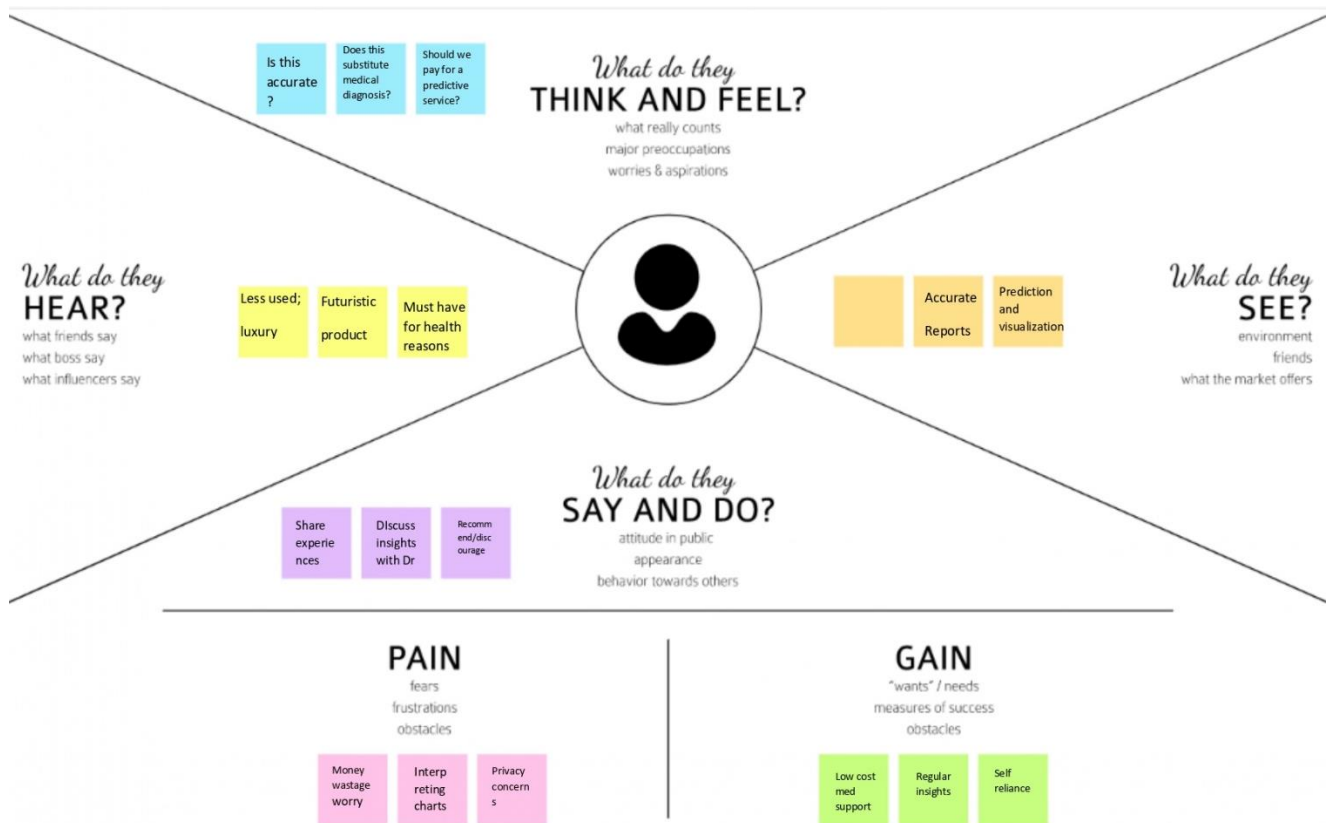 Is this
accurate
?
Does this
substitute
medical
diagnosis?
Should we
pay for a
predictive
service?
What do they
THINK AND FEEL?
what really counts
major preoccupations
worries & aspirations
What do they
HEAR?
what friends say
what boss say
what influencers say
Less used;
luxury
Futuristic
product
Must have
for health
reasons
Accurate
Reports
Prediction
and
visualization
What do they
SEE?
environment
friends
what the market offers
What do they
SAY AND DO?
attitude in public
appearance
behavior towards others
Share
experie
nces
DIscuss
insights
with Dr
Recomm
end/disc
ourage
PAIN
fears
frustrations
obstacles
Money
wastage
worry
Interp
reting
charts
Privacy
concern
s
GAIN
"wants" / needs
measures of success
obstacles
Low cost
med
support
Regular
insights
Self
reliance